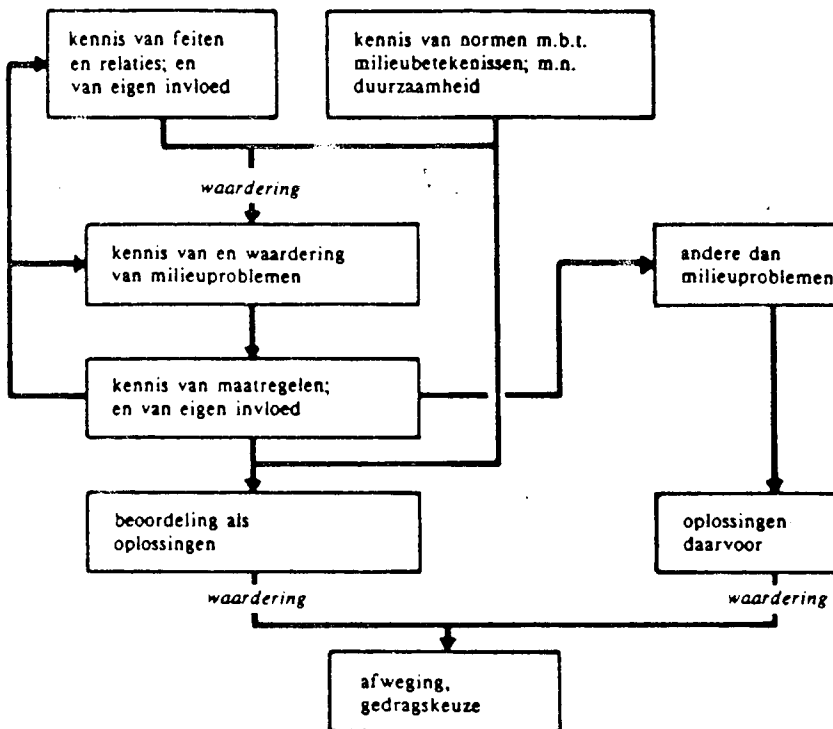 kennis van feiten
en relaties; en
van eigen invloed
kennis van normen m.b.t.
milieubetekenissen; m.n.
duurzaamheid
waardering
kennis van en waardering
van milieuproblemen
andere dan
milieuproblemen
kennis van maatregelen;
en van eigen invloed
beoordeling als
oplossingen
oplossingen
daarvoor
waardering
waardering
afweging,
gedragskeuze